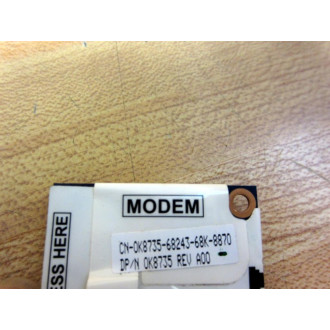 MODEM
CN-0K8735-68243-68K-8870
DP/N 0K8735 REV A00
ESS HERE